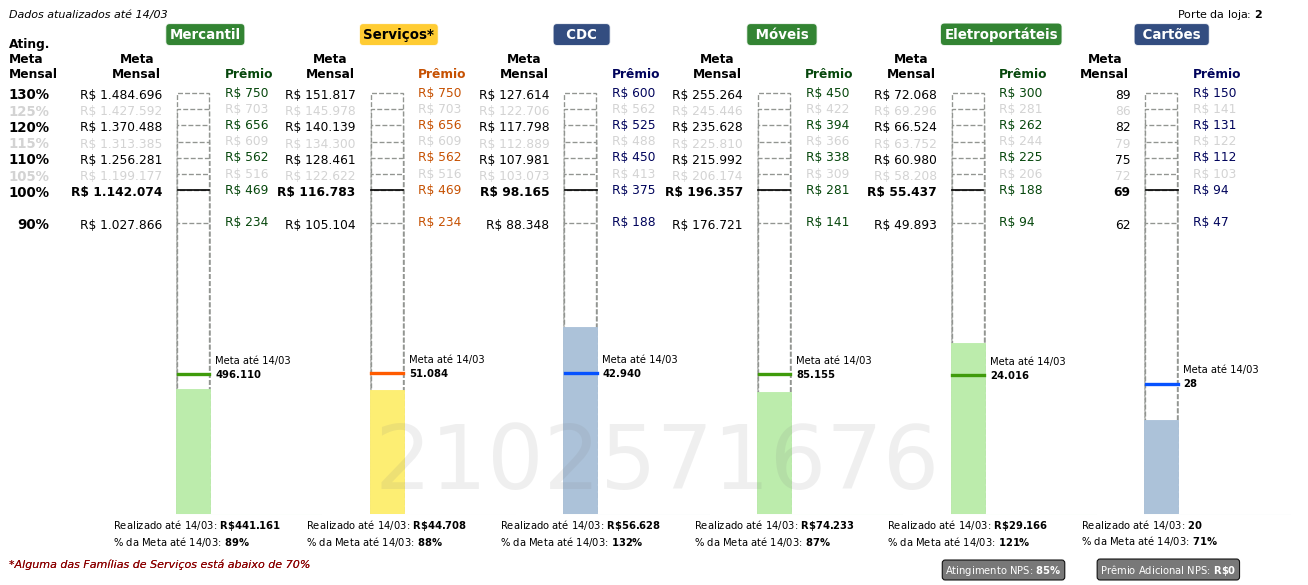 Dados atualizados até 14/03 Porte da loja: 2
Mercantil Serviços* CDC Móveis Eletroportáteis Cartões
Ating. Meta Mensal Meta Mensal Prêmio Meta Mensal Prêmio Meta Mensal Prêmio Meta Mensal Prêmio Meta Mensal Prêmio Meta Mensal Prêmio
130% R$ 1.484.696 R$ 750 R$ 151.817 R$ 750 R$ 127.614 R$ 600 R$ 255.264 R$ 450 R$ 72.068 R$ 300 89 R$ 150
125% R$ 1.427.592 R$ 703 R$ 145.978 R$ 703 R$ 122.706 R$ 562 R$ 245.446 R$ 422 R$ 69.296 R$ 281 86 R$ 141
120% R$ 1.370.488 R$ 656 R$ 140.139 R$ 656 R$ 117.798 R$ 525 R$ 235.628 R$ 394 R$ 66.524 R$ 262 82 R$ 131
115% R$ 1.313.385 R$ 609 R$ 134.300 R$ 609 R$ 112.889 R$ 488 R$ 225.810 R$ 366 R$ 63.752 R$ 244 79 R$ 122
110% R$ 1.256.281 R$ 562 R$ 128.461 R$ 562 R$ 107.981 R$ 450 R$ 215.992 R$ 338 R$ 60.980 R$ 225 75 R$ 112
105% R$ 1.199.177 R$ 516 R$ 122.622 R$ 516 R$ 103.073 R$ 413 R$ 206.174 R$ 309 R$ 58.208 R$ 206 72 R$ 103
100% R$ 1.142.074 R$ 469 R$ 116.783 R$ 469 R$ 98.165 R$ 375 R$ 196.357 R$ 281 R$ 55.437 R$ 188 69 R$ 94
90% R$ 1.027.866 R$ 234 R$ 105.104 R$ 234 R$ 88.348 R$ 188 R$ 176.721 R$ 141 R$ 49.893 R$ 94 62 R$ 47
Meta até 14/03 Meta até 14/03 Meta até 14/03 Meta até 14/03 Meta até 14/03 Meta até 14/03
496.110 51.084 42.940 85.155 24.016 28
2102571676
Realizado até 14/03: R$441.161 Realizado até 14/03: R$44.708 Realizado até 14/03: R$56.628 Realizado até 14/03: R$74.233 Realizado até 14/03: R$29.166 Realizado até 14/03: 20
% da Meta até 14/03: 89% % da Meta até 14/03: 88% % da Meta até 14/03: 132% % da Meta até 14/03: 87% % da Meta até 14/03: 121% % da Meta até 14/03: 71%
*Alguma das Famílias de Serviços está abaixo de 70% Atingimento NPS: 85% Prêmio Adicional NPS: R$0